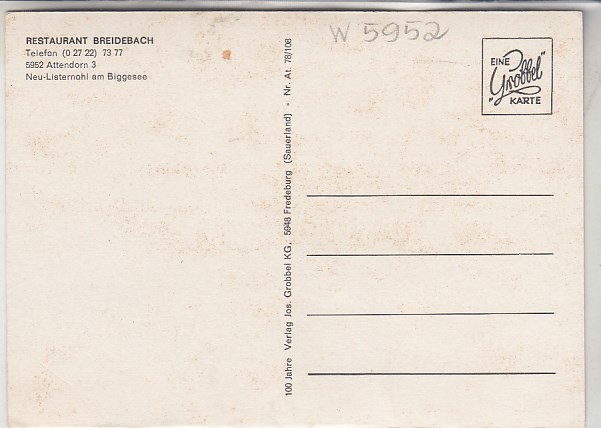 RESTAURANT BREIDEBACH
Telefon (0 27 22) 73 77
5952 Attendorn 3
Neu-Listernohl am Biggesee
W 5952
EINE
"Grobbel"
KARTE
100 Jahre Verlag Jos. Grobbel KG, 5948 Fredeburg (Sauerland) - Nr. At. 78/108